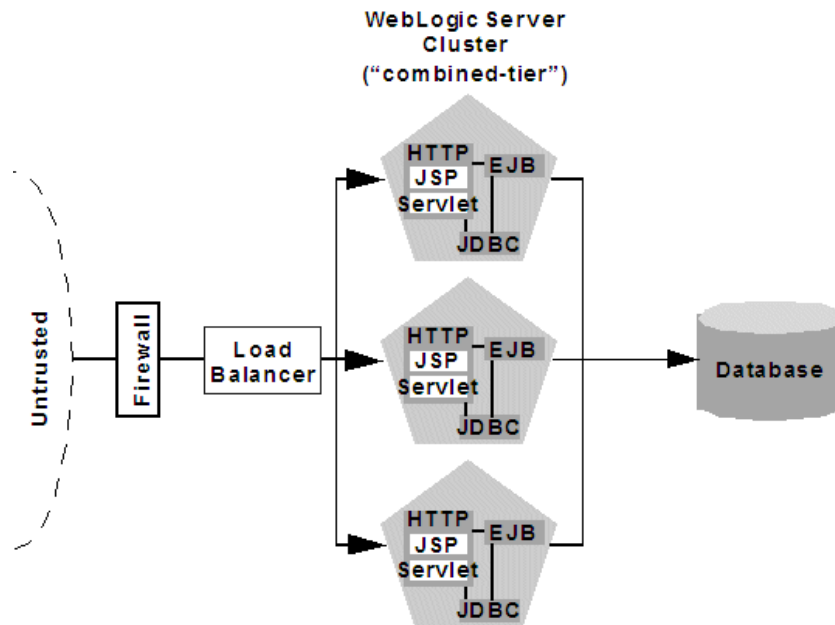 WebLogic Server
Cluster
(“combined-tier”)
Untrusted
Firewall
Load
Balancer
HTTP
JSP
Servlet
EJB
JDBC
HTTP
JSP
Servlet
EJB
JDBC
HTTP
JSP
Servlet
EJB
JDBC
Database